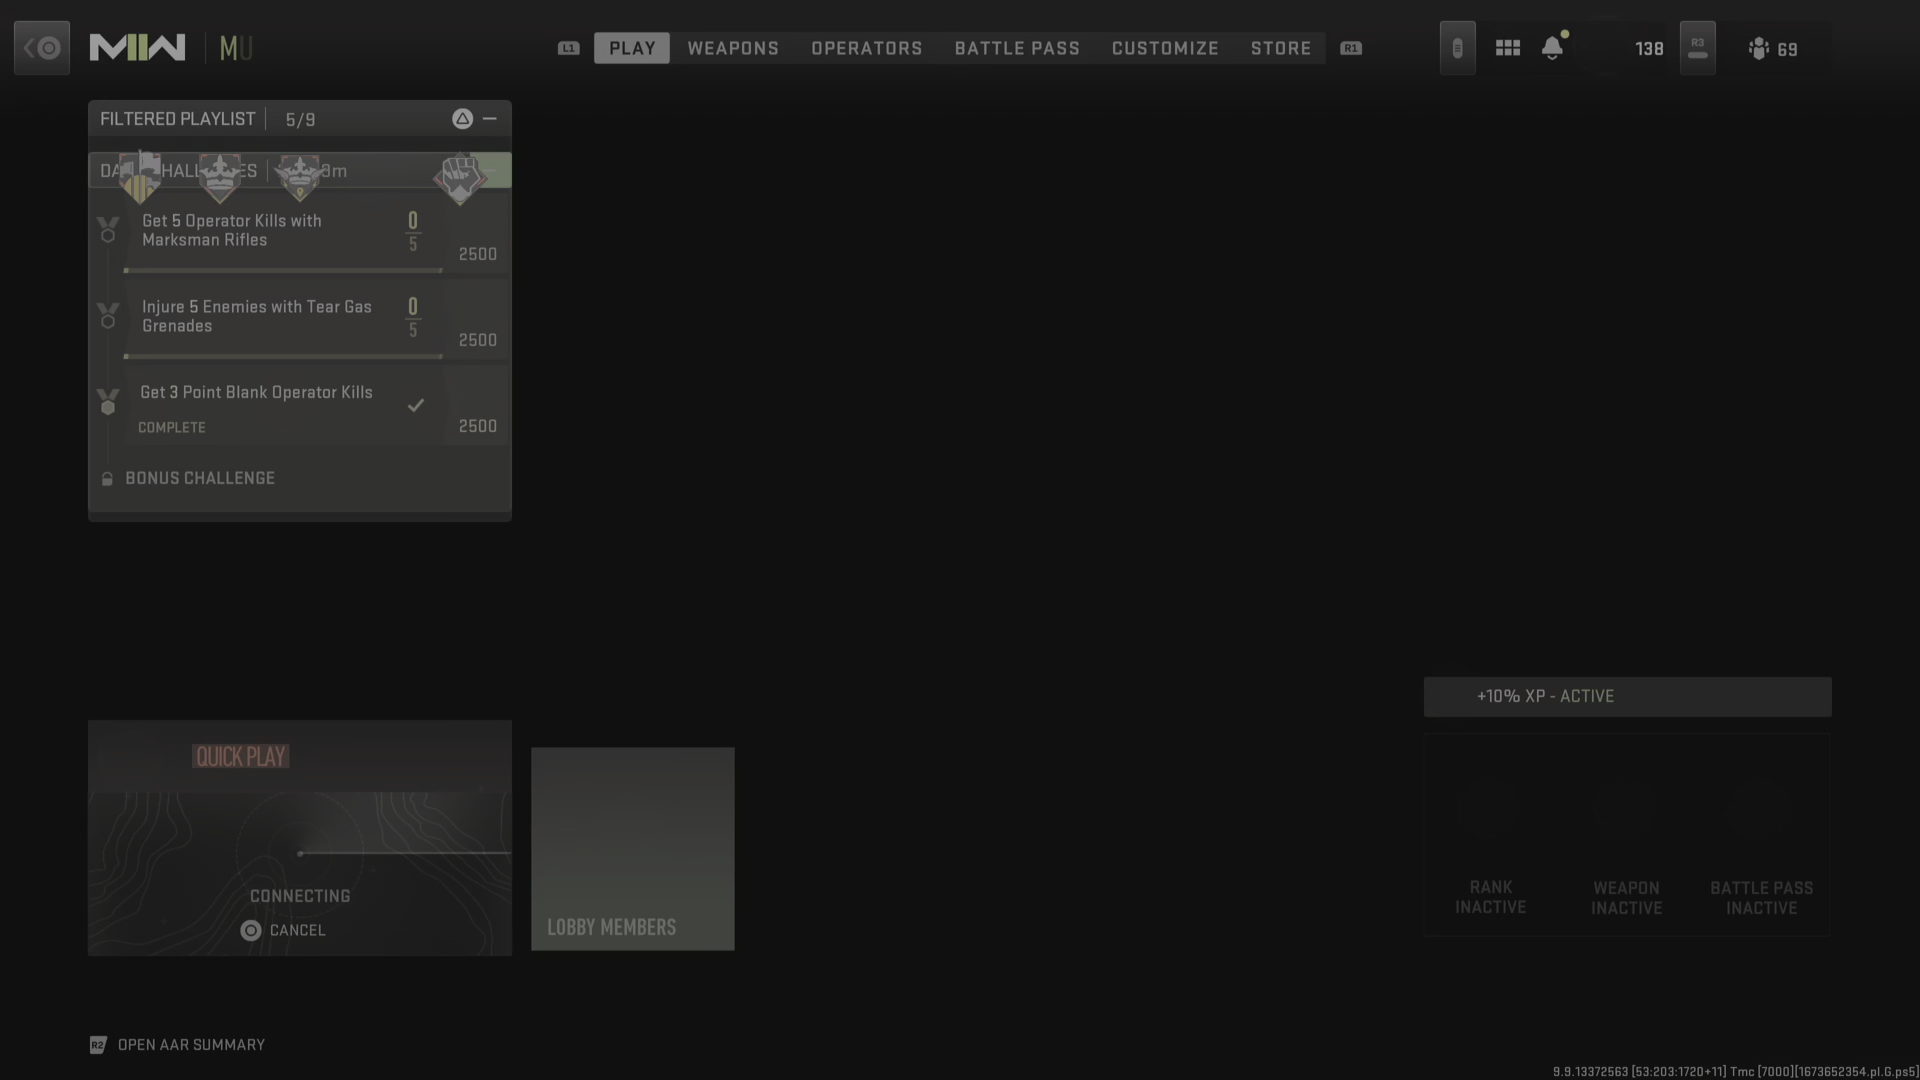 MW | MU
L1 PLAY WEAPONS OPERATORS BATTLE PASS CUSTOMIZE STORE R1
138 R3 69
FILTERED PLAYLIST | 5/9
Get 5 Operator Kills with
Marksman Rifles
0
5
2500
Injure 5 Enemies with Tear Gas
Grenades
0
5
2500
Get 3 Point Blank Operator Kills
COMPLETE
2500
BONUS CHALLENGE
+10% XP - ACTIVE
QUICK PLAY
CONNECTING
CANCEL
LOBBY MEMBERS
RANK
INACTIVE
WEAPON
INACTIVE
BATTLE PASS
INACTIVE
R2 OPEN AAR SUMMARY
9.9.13372563 [53:203:1720+11] Tmc [7000][1673652354.pl.G.ps5]